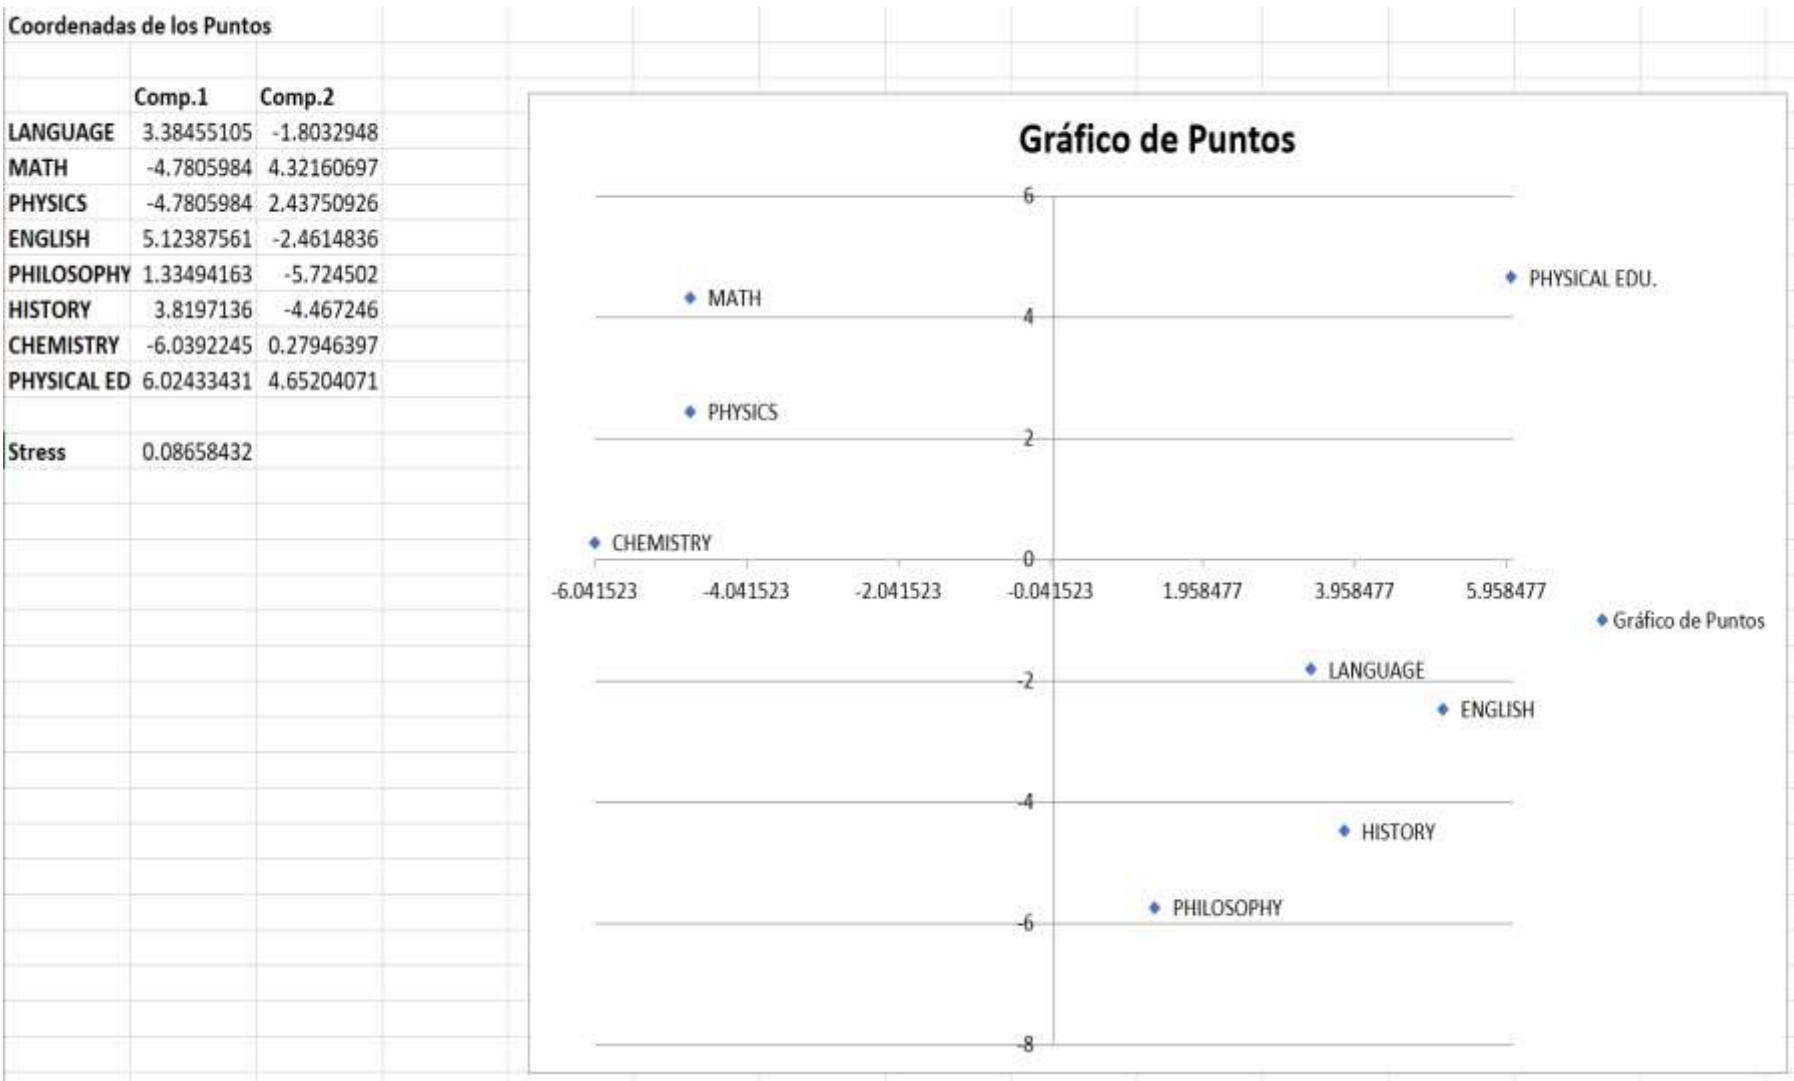 Coordenadas de los Puntos
Comp.1 Comp.2
LANGUAGE 3.38455105 -1.8032948
MATH -4.7805984 4.32160697
PHYSICS -4.7805984 2.43750926
ENGLISH 5.12387561 -2.4614836
PHILOSOPHY 1.33494163 -5.724502
HISTORY 3.8197136 -4.467246
CHEMISTRY -6.0392245 0.27946397
PHYSICAL ED 6.02433431 4.65204071
Stress 0.08658432
Gráfico de Puntos
6
PHYSICAL EDU.
MATH
4
PHYSICS
2
CHEMISTRY
0
-6.041523 -4.041523 -2.041523 -0.041523 1.958477 3.958477 5.958477
Gráfico de Puntos
LANGUAGE
-2
ENGLISH
-4
HISTORY
PHILOSOPHY
-6
-8